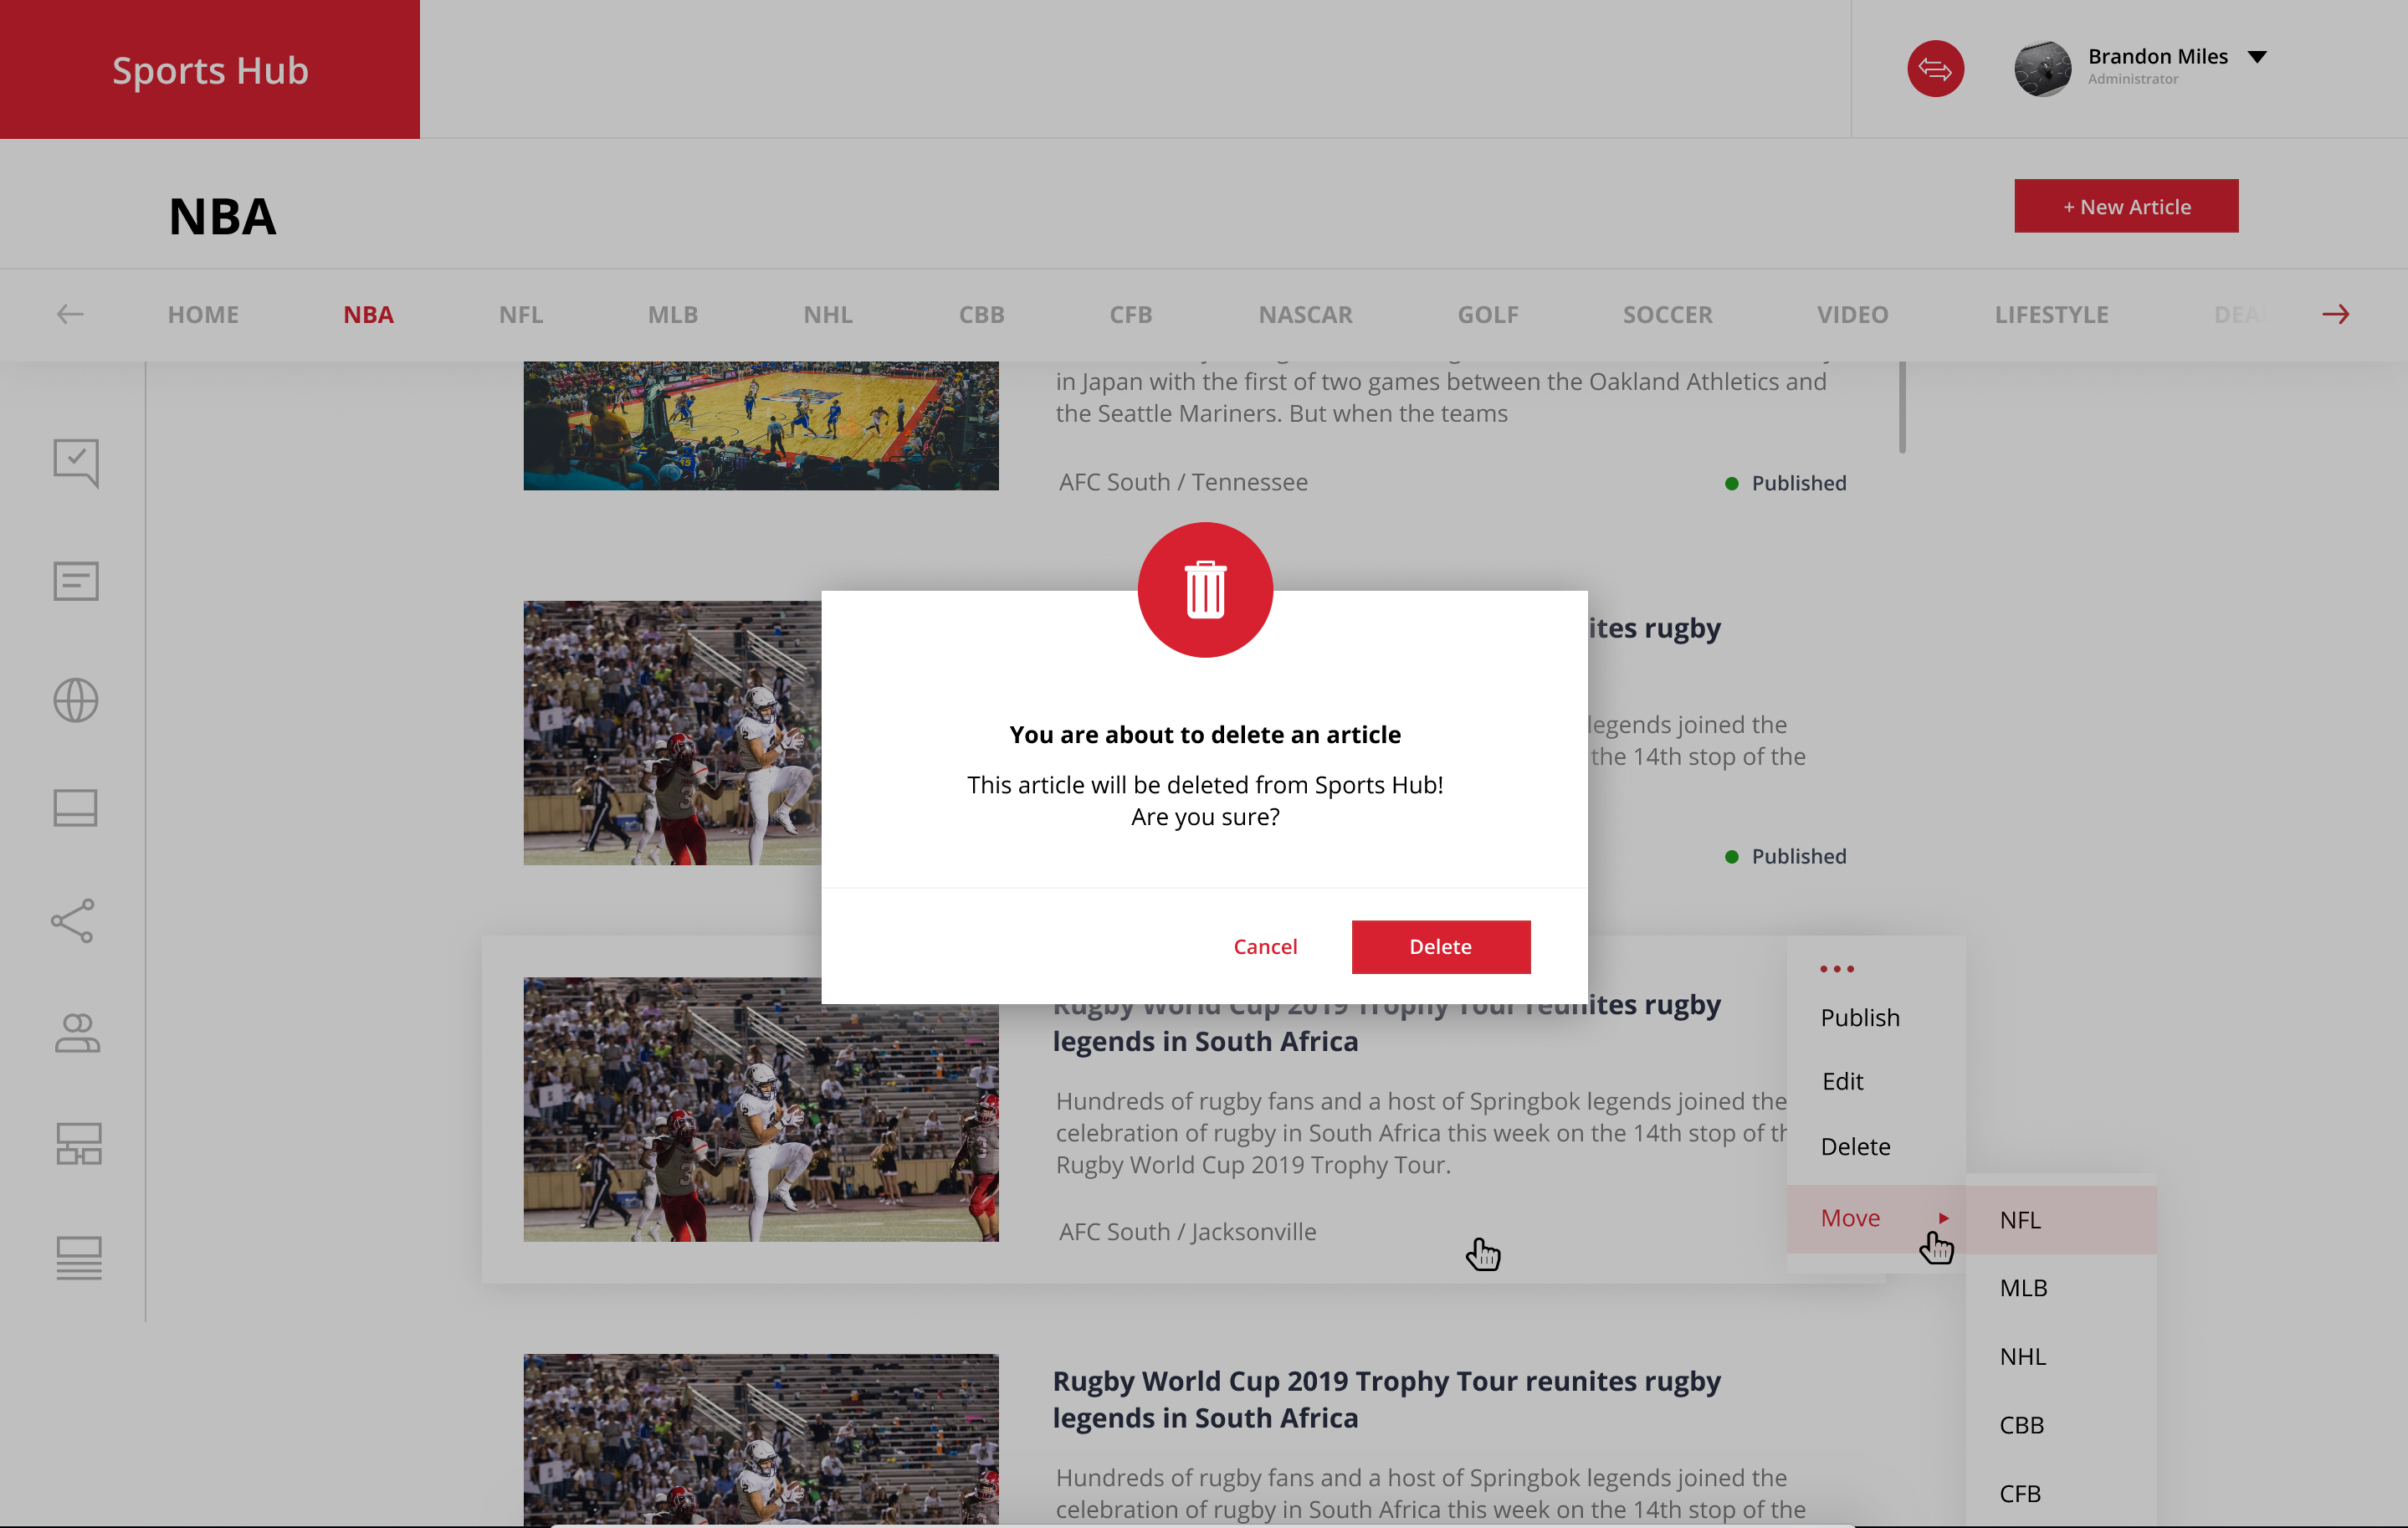 Sports Hub
Brandon Miles
Administrator
NBA
+ New Article
HOME NBA NFL MLB NHL CBB CFB NASCAR GOLF SOCCER VIDEO LIFESTYLE
in Japan with the first of two games between the Oakland Athletics and
the Seattle Mariners. But when the teams
AFC South / Tennessee
Published
rugby
legends joined the
the 14th stop of the
Published
You are about to delete an article
This article will be deleted from Sports Hub!
Are you sure?
Cancel
Delete
Rugby World Cup 2019 Trophy Tour reunites rugby
legends in South Africa
Hundreds of rugby fans and a host of Springbok legends joined the
celebration of rugby in South Africa this week on the 14th stop of
Rugby World Cup 2019 Trophy Tour.
AFC South / Jacksonville
Publish
Edit
Delete
Move
NFL
MLB
NHL
CBB
CFB
Rugby World Cup 2019 Trophy Tour reunites rugby
legends in South Africa
Hundreds of rugby fans and a host of Springbok legends joined the
celebration of rugby in South Africa this week on the 14th stop of the